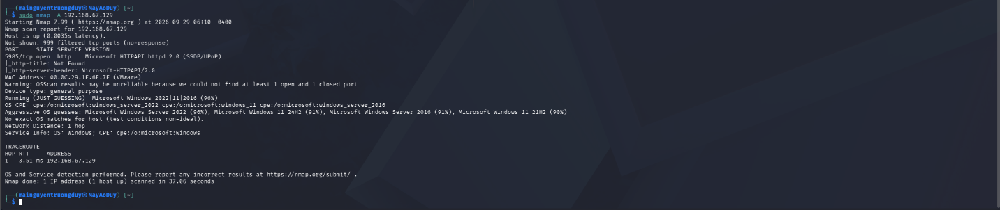 ┌──(mainguyentruongduy㉿MayAoDuy)-[~]
└─$ sudo nmap -A 192.168.67.129
Starting Nmap 7.99 ( https://nmap.org ) at 2026-09-29 06:10 -0400
Nmap scan report for 192.168.67.129
Host is up (0.0035s latency).
Not shown: 999 filtered tcp ports (no-response)
PORT     STATE SERVICE VERSION
5985/tcp open  http    Microsoft HTTPAPI httpd 2.0 (SSDP/UPnP)
|_http-title: Not Found
|_http-server-header: Microsoft-HTTPAPI/2.0
MAC Address: 00:0C:29:1F:6E:7F (VMware)
Warning: OSScan results may be unreliable because we could not find at least 1 open and 1 closed port
Device type: general purpose
Running (JUST GUESSING): Microsoft Windows 2022|11|2016 (96%)
OS CPE: cpe:/o:microsoft:windows_server_2022 cpe:/o:microsoft:windows_11 cpe:/o:microsoft:windows_server_2016
Aggressive OS guesses: Microsoft Windows Server 2022 (96%), Microsoft Windows 11 24H2 (91%), Microsoft Windows Server 2016 (91%), Microsoft Windows 11 21H2 (90%)
No exact OS matches for host (test conditions non-ideal).
Network Distance: 1 hop
Service Info: OS: Windows; CPE: cpe:/o:microsoft:windows

TRACEROUTE
HOP RTT     ADDRESS
1   3.51 ms 192.168.67.129

OS and Service detection performed. Please report any incorrect results at https://nmap.org/submit/ .
Nmap done: 1 IP address (1 host up) scanned in 37.06 seconds

┌──(mainguyentruongduy㉿MayAoDuy)-[~]
└─$